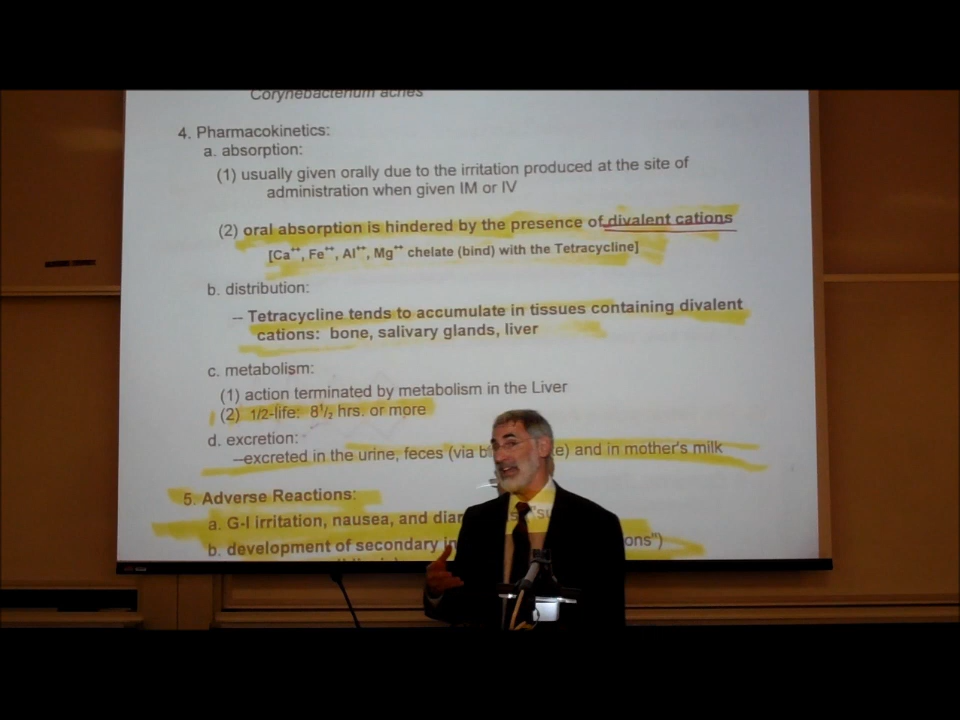 Corynebacterium acnes
4. Pharmacokinetics:
a. absorption:
(1) usually given orally due to the irritation produced at the site of
administration when given IM or IV
(2) oral absorption is hindered by the presence of divalent cations
[Ca⁺⁺, Fe⁺⁺, Al⁺⁺, Mg⁺⁺ chelate (bind) with the Tetracycline]
b. distribution:
-- Tetracycline tends to accumulate in tissues containing divalent
cations: bone, salivary glands, liver
c. metabolism:
(1) action terminated by metabolism in the Liver
(2) 1/2-life: 8¹/₂ hrs. or more
d. excretion:
--excreted in the urine, feces (via and in mother's milk
5. Adverse Reactions:
a. G-I irritation, nausea, and
b. development of secondary